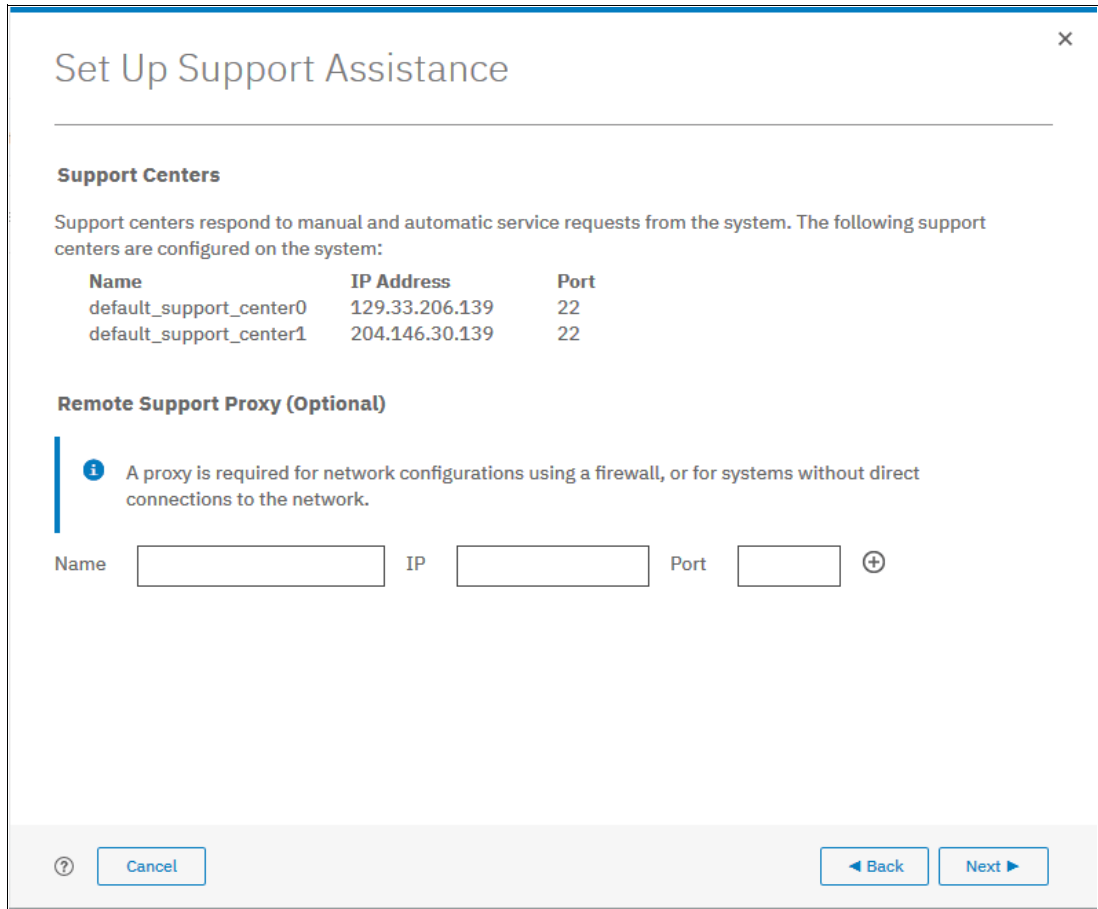 Set Up Support Assistance
Support Centers
Support centers respond to manual and automatic service requests from the system. The following support
centers are configured on the system:
Name IP Address Port
default_support_center0 129.33.206.139 22
default_support_center1 204.146.30.139 22
Remote Support Proxy (Optional)
A proxy is required for network configurations using a firewall, or for systems without direct
connections to the network.
Name IP Port
Cancel Back Next